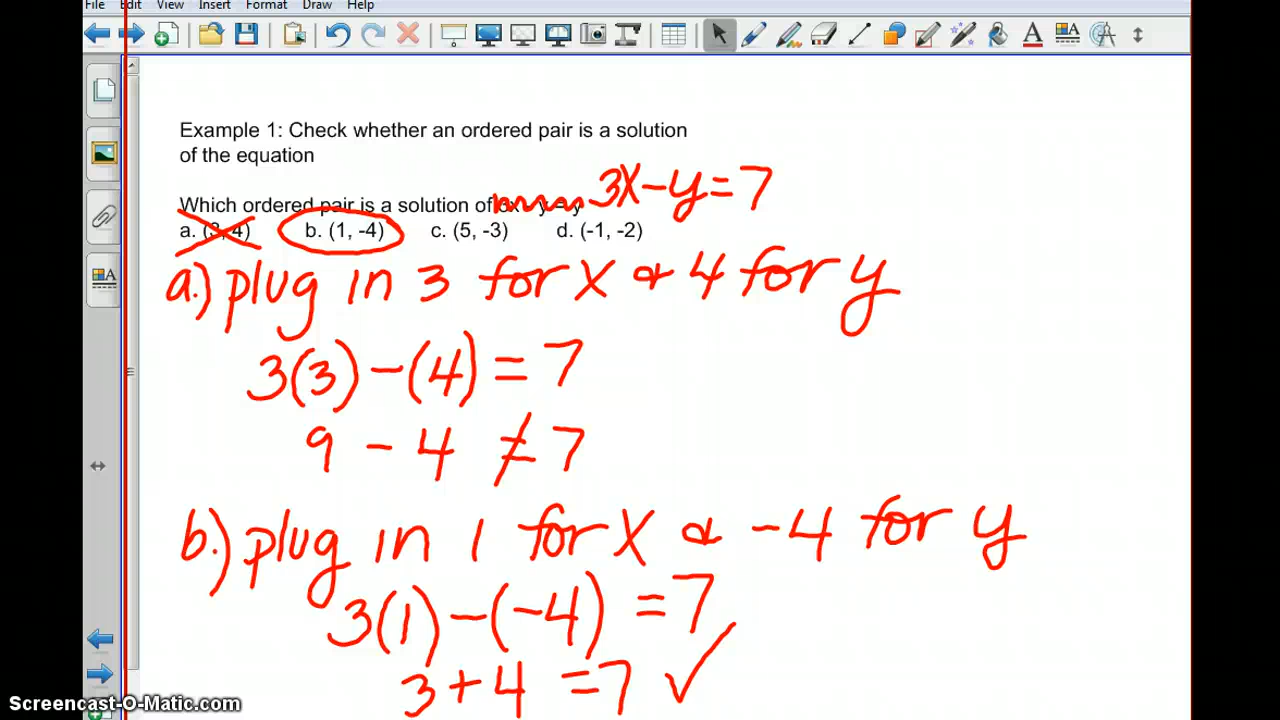 File Edit View Insert Format Draw Help
Example 1: Check whether an ordered pair is a solution
of the equation
3x-y=7
Which ordered pair is a solution of 3x - y = y
a. (3, 4) b. (1, -4) c. (5, -3) d. (-1, -2)
a.) plug in 3 for x & 4 for y
3(3) - (4) = 7
9 - 4 ≠ 7
b.) plug in 1 for x & -4 for y
3(1) - (-4) = 7
3 + 4 = 7 ✓
Screencast-O-Matic.com